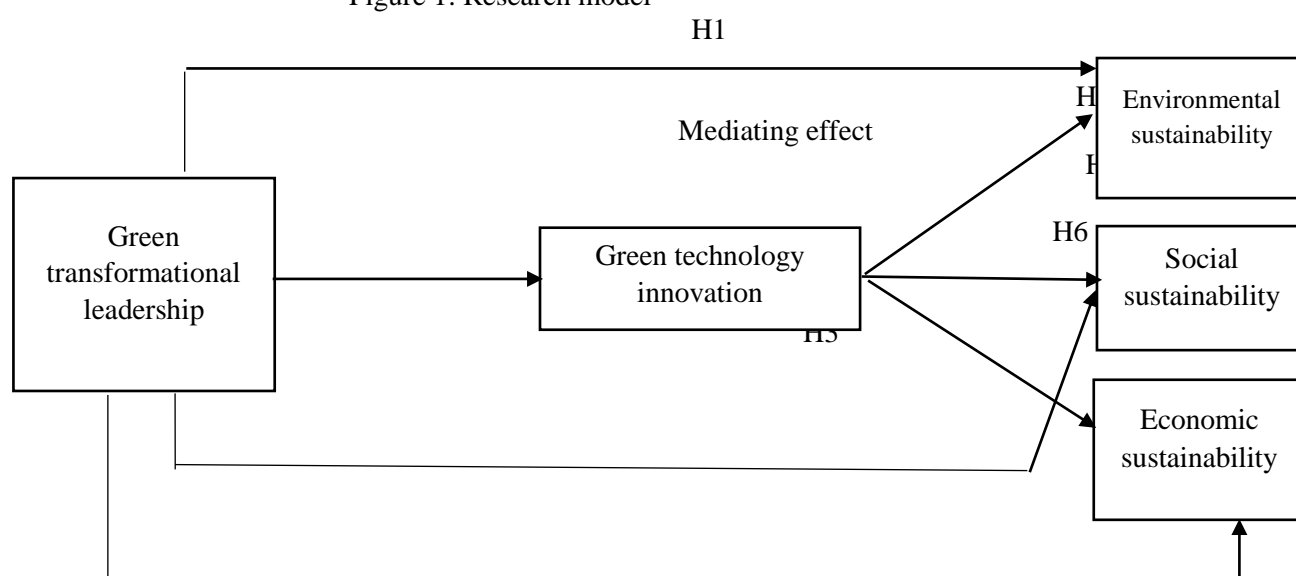 Figure 1: Research model
H1
H
Environmental
sustainability
Mediating effect
H
Green
transformational
leadership
Green technology
innovation
H6
Social
sustainability
Economic
sustainability